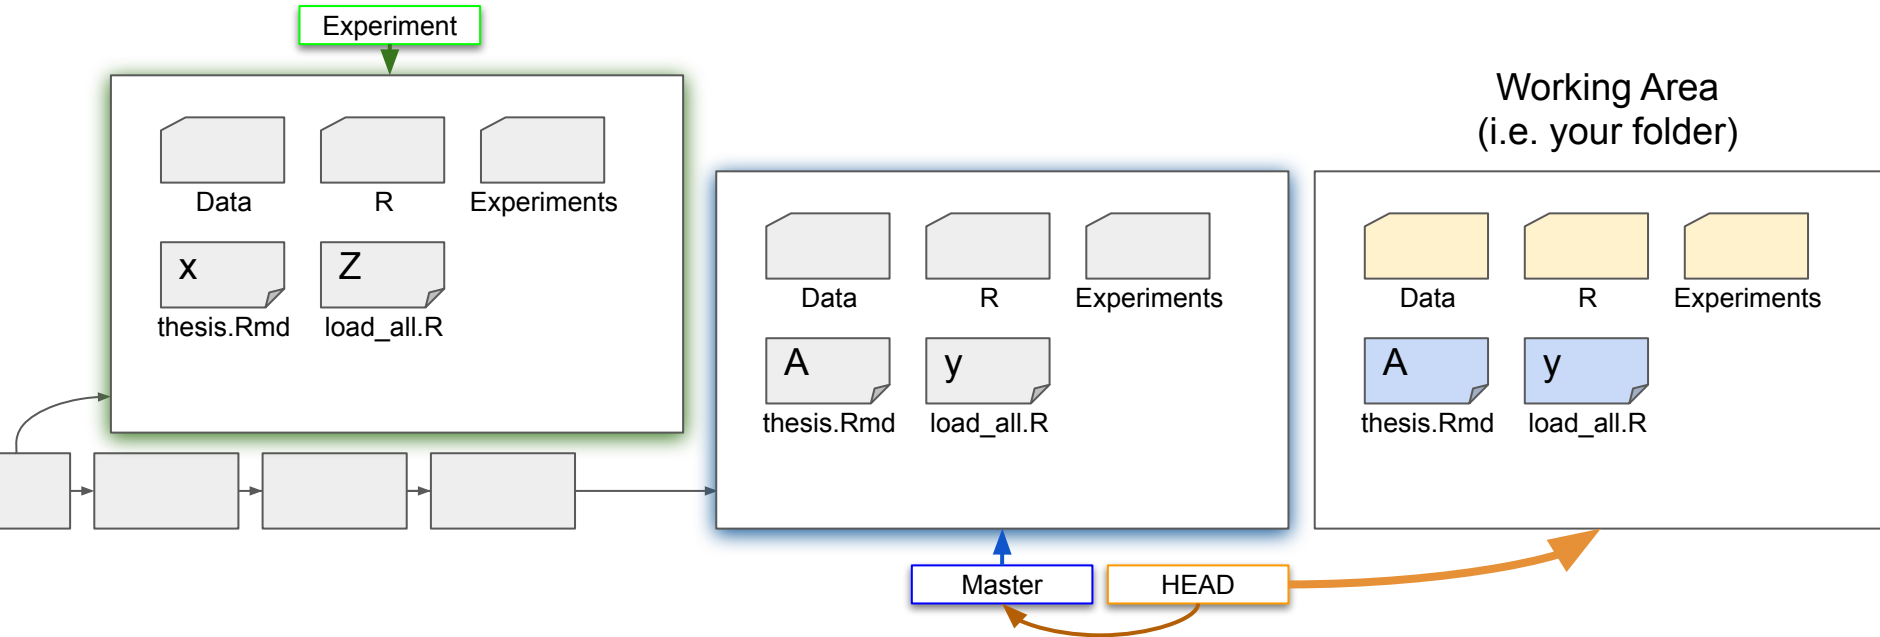 Experiment
Data
R
Experiments
x
Z
thesis.Rmd
load_all.R
Data
R
Experiments
A
y
thesis.Rmd
load_all.R
Master
HEAD
Working Area
(i.e. your folder)
Data
R
Experiments
A
y
thesis.Rmd
load_all.R